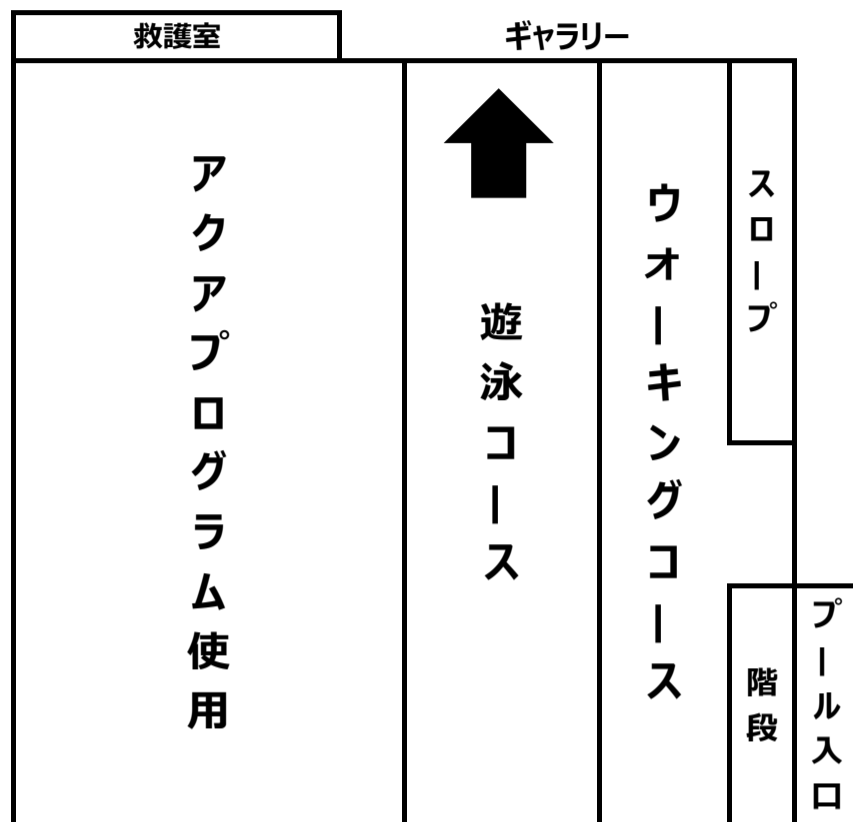 救護室
ギャラリー
アクアプログラム使用
遊泳コース
ウオーキングコース
スロープ
階段
プール入口